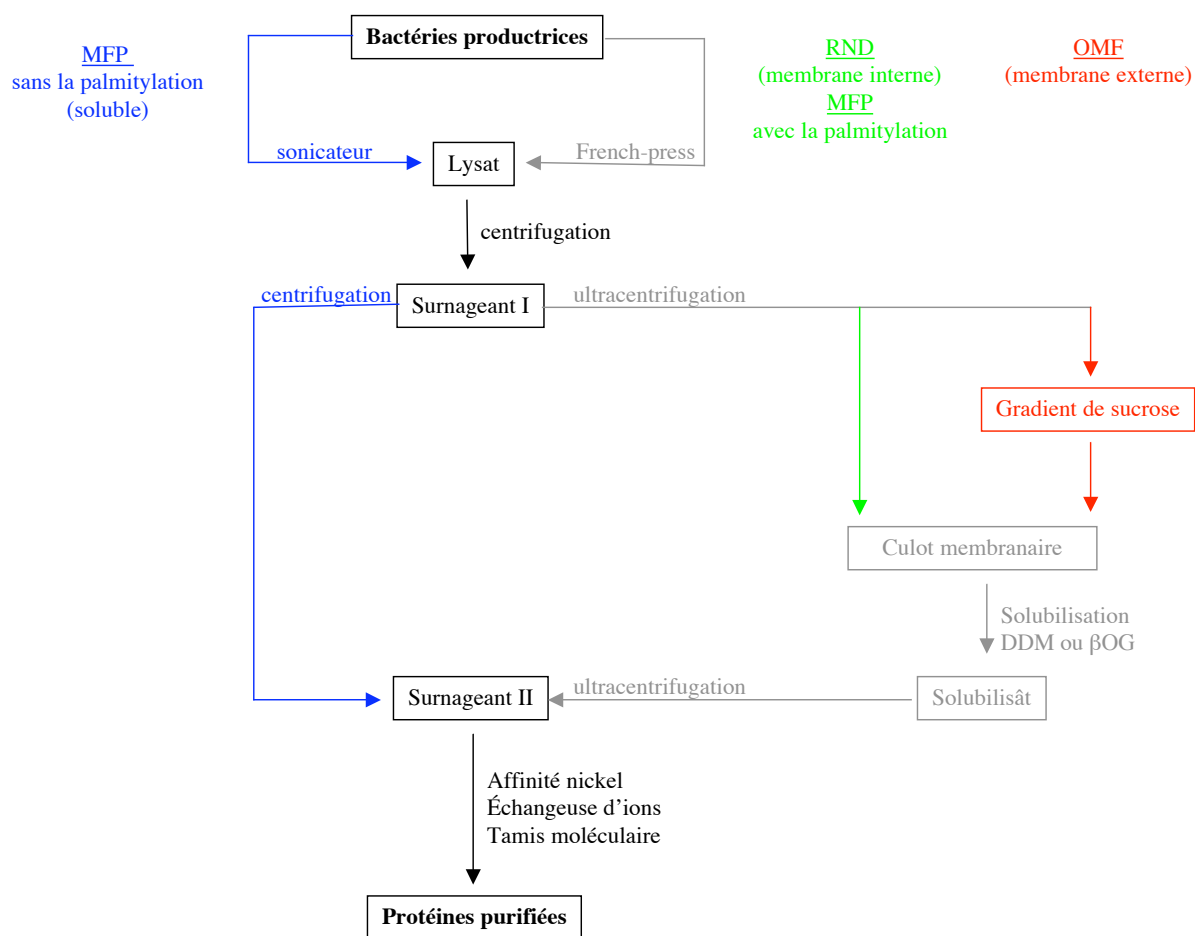 Bactéries productrices
MFP
sans la palmitylation
(soluble)
RND
(membrane interne)
MFP
avec la palmitylation
OMF
(membrane externe)
sonicateur
Lysat
French-press
centrifugation
centrifugation
Surnageant I
ultracentrifugation
Gradient de sucrose
Culot membranaire
Solubilisation
DDM ou βOG
Surnageant II
ultracentrifugation
Solubilisât
Affinité nickel
Échangeuse d’ions
Tamis moléculaire
Protéines purifiées